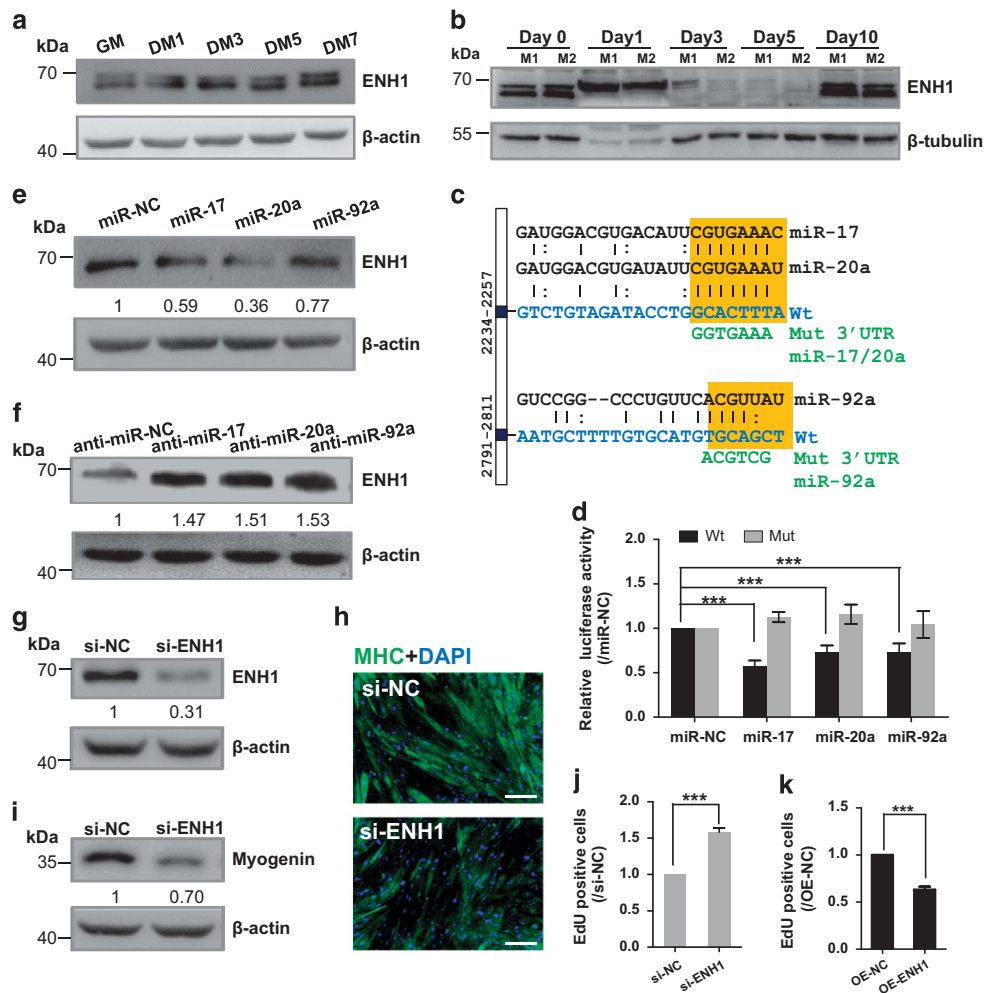 a
kDa
GM DM1 DM3 DM5 DM7
70
ENH1
40
β-actin
b
Day 0 Day1 Day3 Day5 Day10
kDa
M1 M2 M1 M2 M1 M2 M1 M2 M1 M2
70
ENH1
55
β-tubulin
e
kDa
miR-NC miR-17 miR-20a miR-92a
70
ENH1
1 0.59 0.36 0.77
40
β-actin
f
anti-miR-NC anti-miR-17 anti-miR-20a anti-miR-92a
70
ENH1
1 1.47 1.51 1.53
40
β-actin
c
GAUGGACGUGACAUUCGUGAAAC miR-17
GAUGGACGUGAUAUUCGUGAAAU miR-20a
2234-2257
GTCTGTAGATACCTGGCACTTTA Wt
GGTGAAA Mut 3'UTR
miR-17/20a
GUCCGG--CCCUGUUCACGUUAU miR-92a
2791-2811
AATGCTTTTGTGCATGTGCAGCT Wt
ACGTCG Mut 3'UTR
miR-92a
d
Relative luciferase activity
(/miR-NC)
Wt Mut
2.0
1.5
1.0
0.5
0.0
***
***
***
miR-NC miR-17 miR-20a miR-92a
g
kDa
si-NC si-ENH1
70
ENH1
1 0.31
40
β-actin
h
MHC+DAPI
si-NC
si-ENH1
i
kDa
si-NC si-ENH1
35
Myogenin
1 0.70
40
β-actin
j
EdU positive cells
(/si-NC)
2.0
1.5
1.0
0.5
0.0
***
si-NC si-ENH1
k
EdU positive cells
(/OE-NC)
1.5
1.0
0.5
0.0
***
OE-NC OE-ENH1